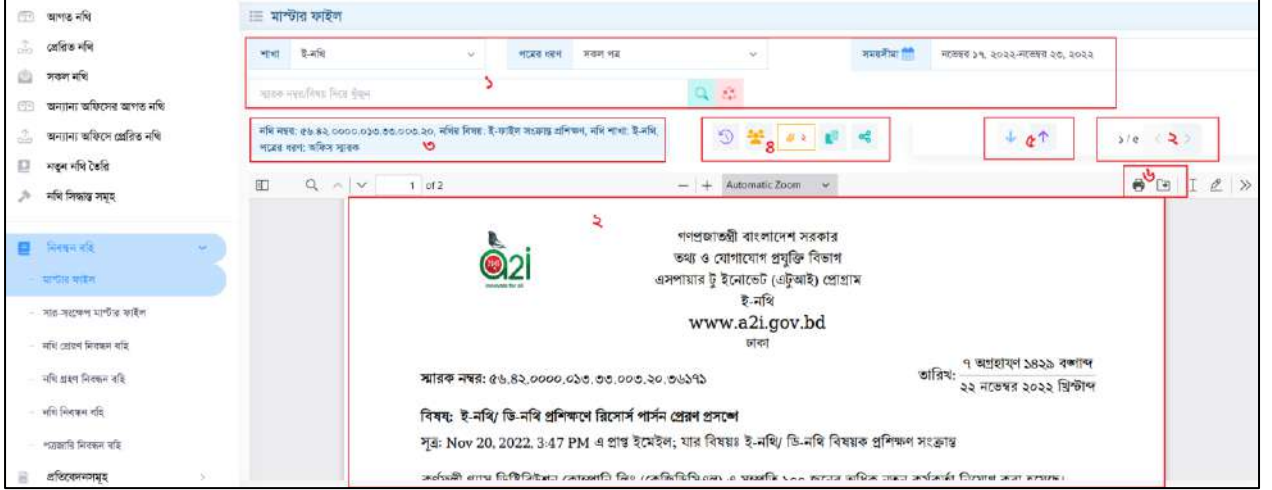 আগত নথি
প্রেরিত নথি
সকল নথি
অন্যান্য অফিসের আগত নথি
অন্যান্য অফিসে প্রেরিত নথি
নতুন নথি তৈরি
নথি সিদ্ধান্ত সমূহ
নিবন্ধন বহি
মাস্টার ফাইল
সার-সংক্ষেপ মাস্টার ফাইল
নথি প্রেরণ নিবন্ধন বহি
নথি গ্রহণ নিবন্ধন বহি
নথি নিবন্ধন বহি
পত্রজারি নিবন্ধন বহি
প্রতিবেদনসমূহ
মাস্টার ফাইল
শাখা ই-নথি পত্রের ধরণ সকল পত্র সময়সীমা নভেম্বর ১৭, ২০২২-নভেম্বর ২৩, ২০২২
স্মারক নম্বর/বিষয় দিয়ে খুঁজুন ১
নথি নম্বর: ৫৬.৪২.০০০০.০১৩.৩৩.০০৩.২০, নথির বিষয়: ই-ফাইল সংক্রান্ত প্রশিক্ষণ, নথি শাখা: ই-নথি,
পত্রের ধরণ: অফিস স্মারক ৩
৪ ২ ৫ ১ / ৫ < ২ >
1 of 2 Automatic Zoom ৬
২
গণপ্রজাতন্ত্রী বাংলাদেশ সরকার
তথ্য ও যোগাযোগ প্রযুক্তি বিভাগ
এসপায়ার টু ইনোভেট (এটুআই) প্রোগ্রাম
ই-নথি
www.a2i.gov.bd
ঢাকা
a2i
স্মারক নম্বর: ৫৬.৪২.০০০০.০১৩.৩৩.০০৩.২০.৩৬১৭১
তারিখ: ৭ অগ্রহায়ণ ১৪২৯ বঙ্গাব্দ
২২ নভেম্বর ২০২২ খ্রিস্টাব্দ
বিষয়: ই-নথি/ ডি-নথি প্রশিক্ষণে রিসোর্স পার্সন প্রেরণ প্রসঙ্গে
সূত্র: Nov 20, 2022, 3:47 PM এ প্রাপ্ত ইমেইল; যার বিষয়ঃ ই-নথি/ ডি-নথি বিষয়ক প্রশিক্ষণ সংক্রান্ত